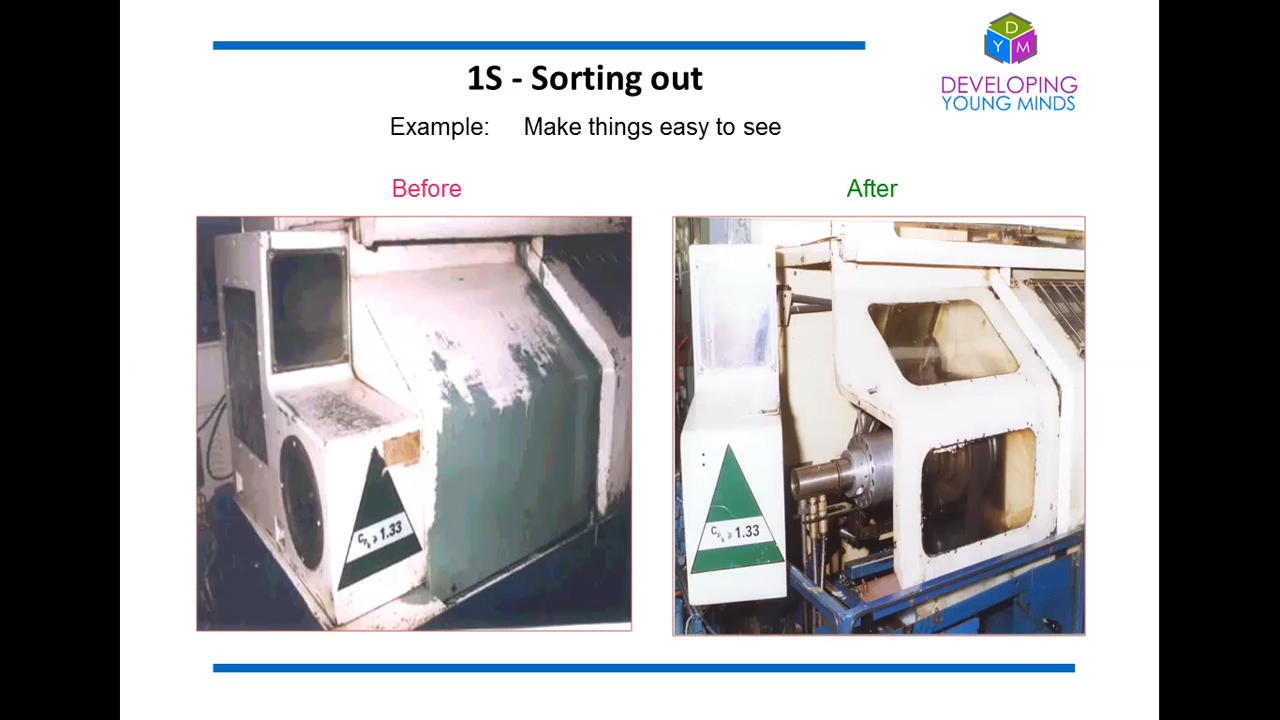 D
Y M
DEVELOPING
YOUNG MINDS
1S - Sorting out
Example: Make things easy to see
Before
After
Cpk ≥ 1.33
Cpk ≥ 1.33